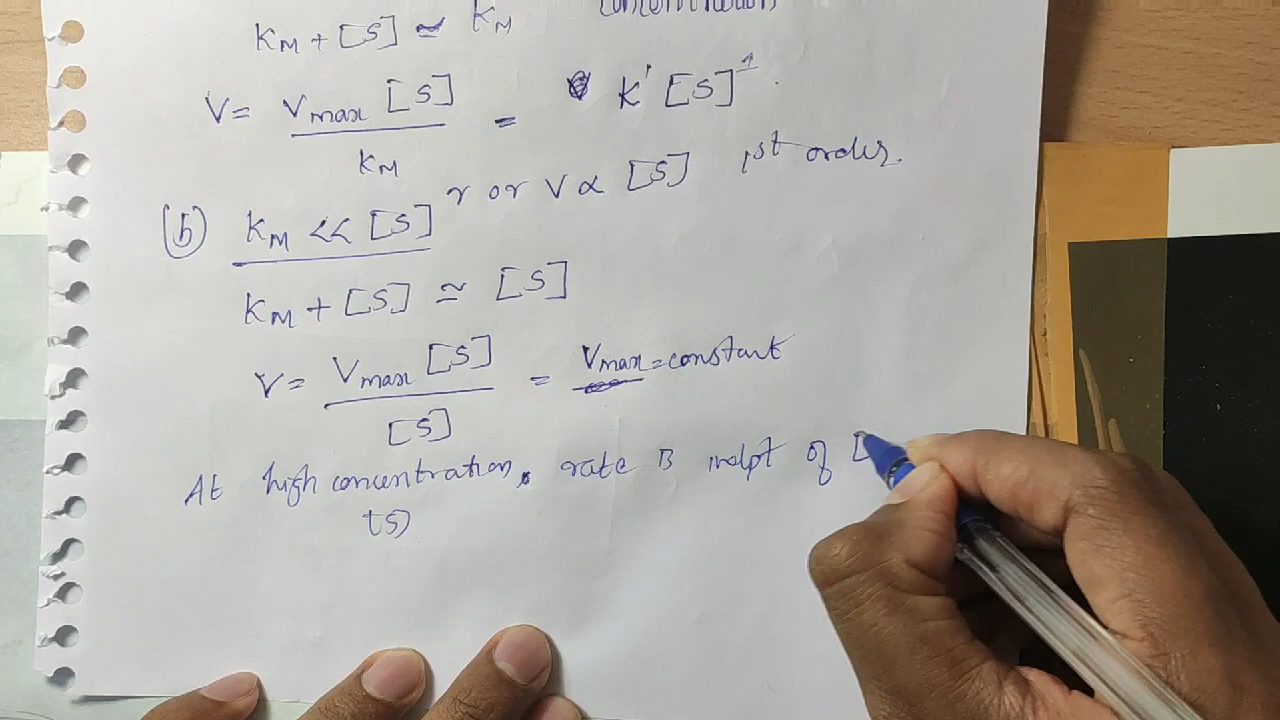 KM + [S] ≃ KM concentration
V = Vmax [S] / KM = K' [S]^1.
r or V ∝ [S] 1st order.
(b) KM << [S]
KM + [S] ≃ [S]
V = Vmax [S] / [S] = Vmax = constant
At high concentration, rate is indpt of [
[S]